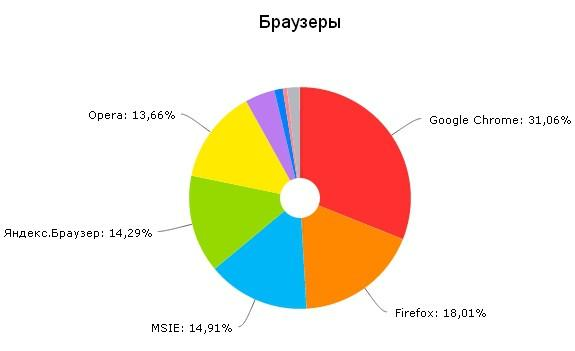 Браузеры
Opera: 13,66%
Google Chrome: 31,06%
Яндекс.Браузер: 14,29%
Firefox: 18,01%
MSIE: 14,91%